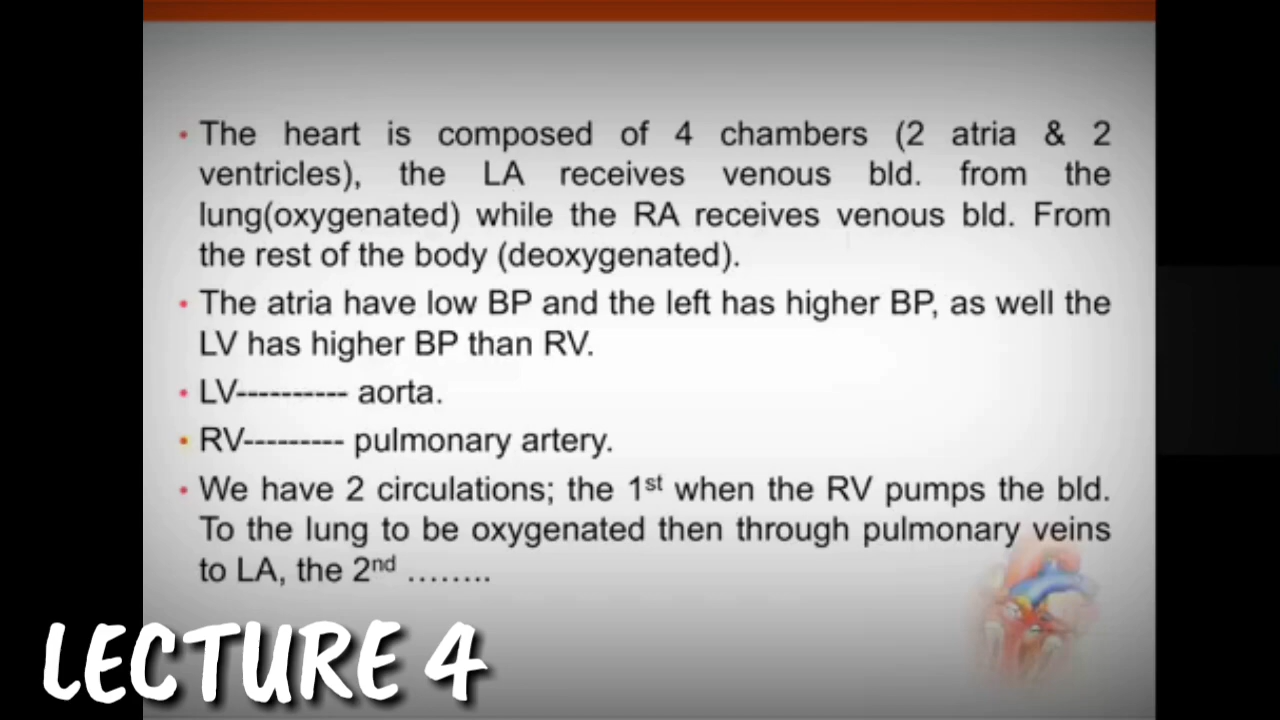 • The heart is composed of 4 chambers (2 atria & 2
ventricles), the LA receives venous bld. from the
lung(oxygenated) while the RA receives venous bld. From
the rest of the body (deoxygenated).
• The atria have low BP and the left has higher BP, as well the
LV has higher BP than RV.
• LV---------- aorta.
• RV--------- pulmonary artery.
• We have 2 circulations; the 1st when the RV pumps the bld.
To the lung to be oxygenated then through pulmonary veins
to LA, the 2nd ........
LECTURE 4